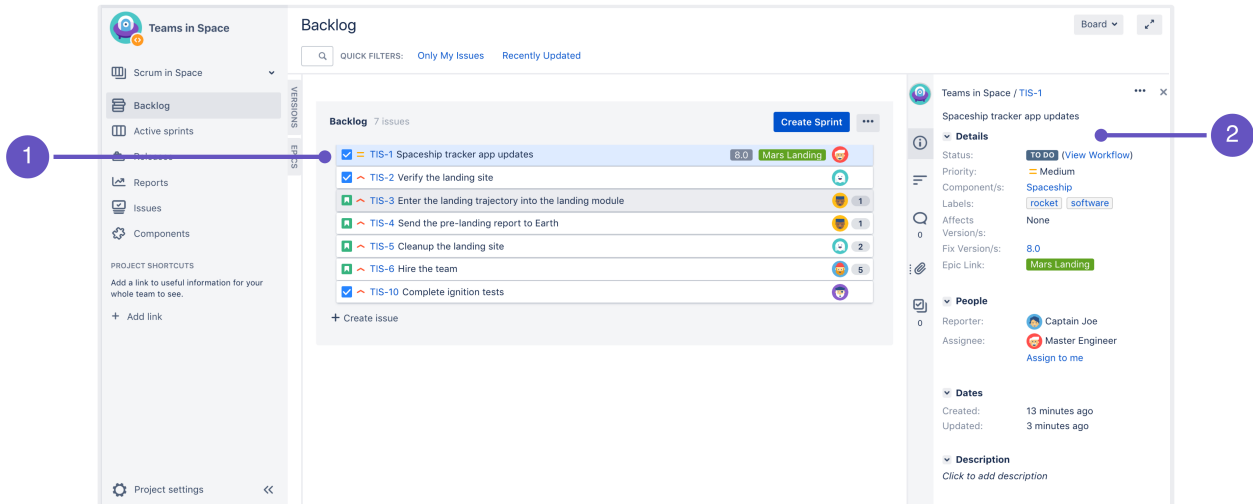 Teams in Space
Scrum in Space
Backlog
Active sprints
Releases
Reports
Issues
Components
PROJECT SHORTCUTS
Add a link to useful information for your
whole team to see.
+ Add link
Project settings
Backlog
Board
QUICK FILTERS: Only My Issues Recently Updated
VERSIONS
EPICS
Backlog 7 issues
Create Sprint
TIS-1 Spaceship tracker app updates 8.0 Mars Landing
TIS-2 Verify the landing site
TIS-3 Enter the landing trajectory into the landing module 1
TIS-4 Send the pre-landing report to Earth 1
TIS-5 Cleanup the landing site 2
TIS-6 Hire the team 5
TIS-10 Complete ignition tests
+ Create issue
1
0
0
Teams in Space / TIS-1
Spaceship tracker app updates
Details
Status: TO DO (View Workflow)
Priority: Medium
Component/s: Spaceship
Labels: rocket software
Affects None
Version/s:
Fix Version/s: 8.0
Epic Link: Mars Landing
People
Reporter: Captain Joe
Assignee: Master Engineer
Assign to me
Dates
Created: 13 minutes ago
Updated: 3 minutes ago
Description
Click to add description
2